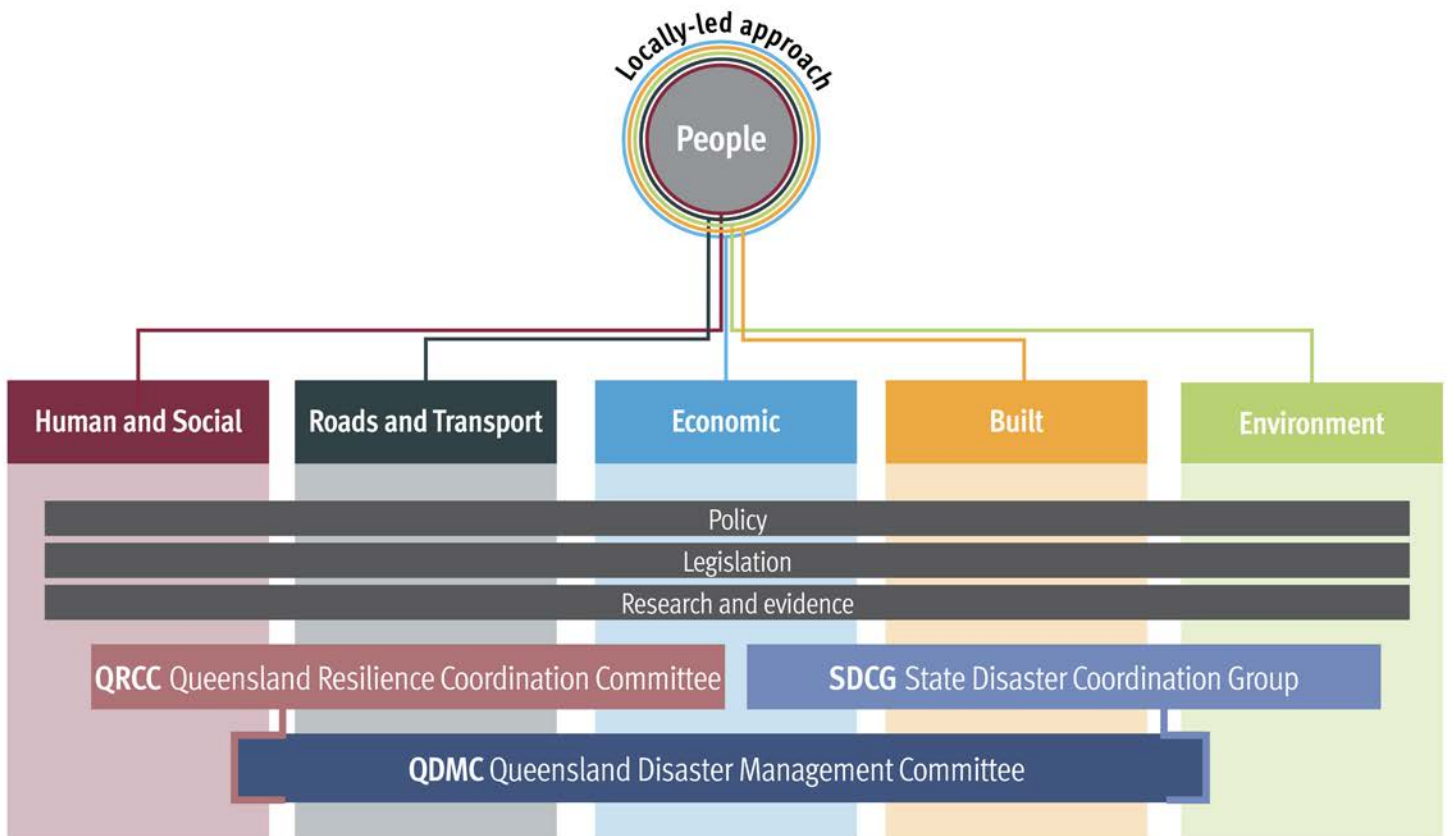 Locally-led approach
People
Human and Social
Roads and Transport
Economic
Built
Environment
Policy
Legislation
Research and evidence
QRCC Queensland Resilience Coordination Committee
SDCG State Disaster Coordination Group
QDMC Queensland Disaster Management Committee